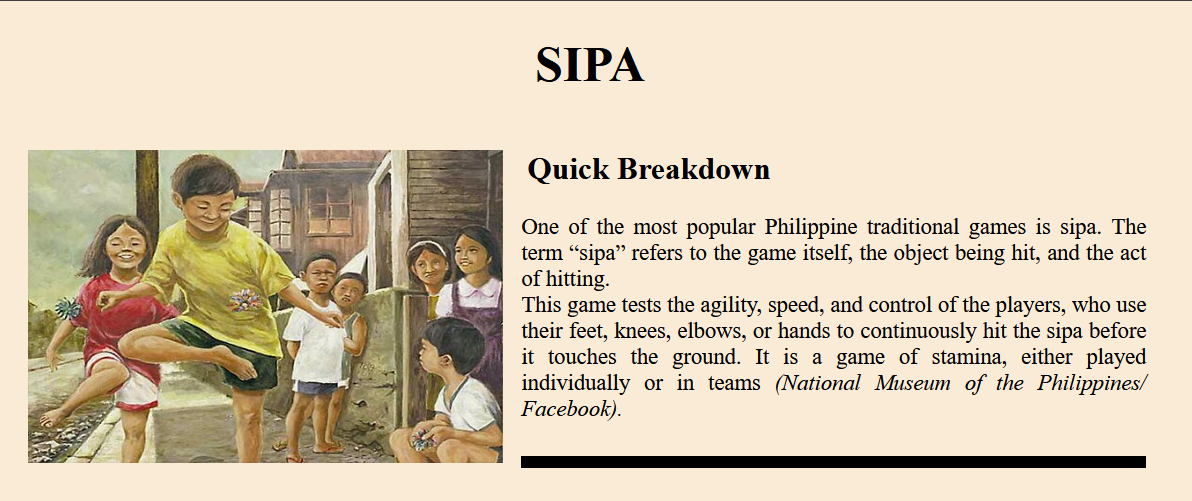 SIPA
Quick Breakdown
One of the most popular Philippine traditional games is sipa. The
term “sipa” refers to the game itself, the object being hit, and the act
of hitting.
This game tests the agility, speed, and control of the players, who use
their feet, knees, elbows, or hands to continuously hit the sipa before
it touches the ground. It is a game of stamina, either played
individually or in teams (National Museum of the Philippines/
Facebook).